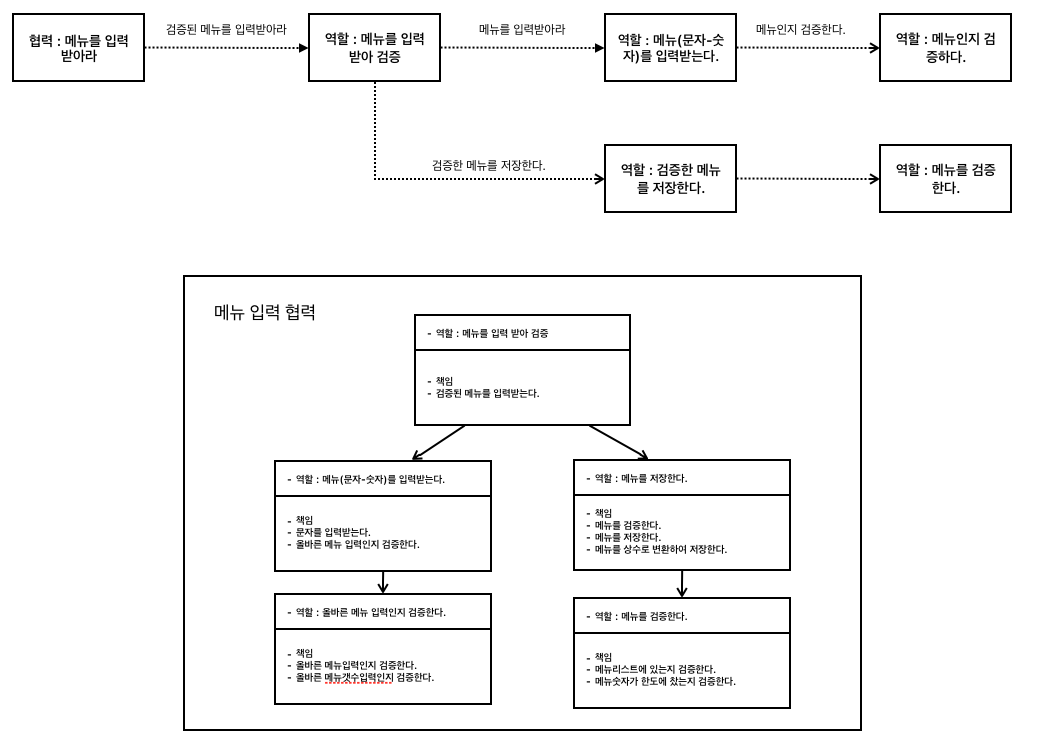 검증된 메뉴를 입력받아라
메뉴를 입력받아라
메뉴인지 검증한다.
협력 : 메뉴를 입력
받아라
역할 : 메뉴를 입력
받아 검증
역할 : 메뉴(문자-숫
자)를 입력받는다.
역할 : 메뉴인지 검
증하다.
검증한 메뉴를 저장한다.
역할 : 검증한 메뉴
를 저장한다.
역할 : 메뉴를 검증
한다.
메뉴 입력 협력
- 역할 : 메뉴를 입력 받아 검증
- 책임
- 검증된 메뉴를 입력받는다.
- 역할 : 메뉴(문자-숫자)를 입력받는다.
- 책임
- 문자를 입력받는다.
- 올바른 메뉴 입력인지 검증한다.
- 역할 : 메뉴를 저장한다.
- 책임
- 메뉴를 검증한다.
- 메뉴를 저장한다.
- 메뉴를 상수로 변환하여 저장한다.
- 역할 : 올바른 메뉴 입력인지 검증한다.
- 책임
- 올바른 메뉴입력인지 검증한다.
- 올바른 메뉴갯수입력인지 검증한다.
- 역할 : 메뉴를 검증한다.
- 책임
- 메뉴리스트에 있는지 검증한다.
- 메뉴숫자가 한도에 찼는지 검증한다.